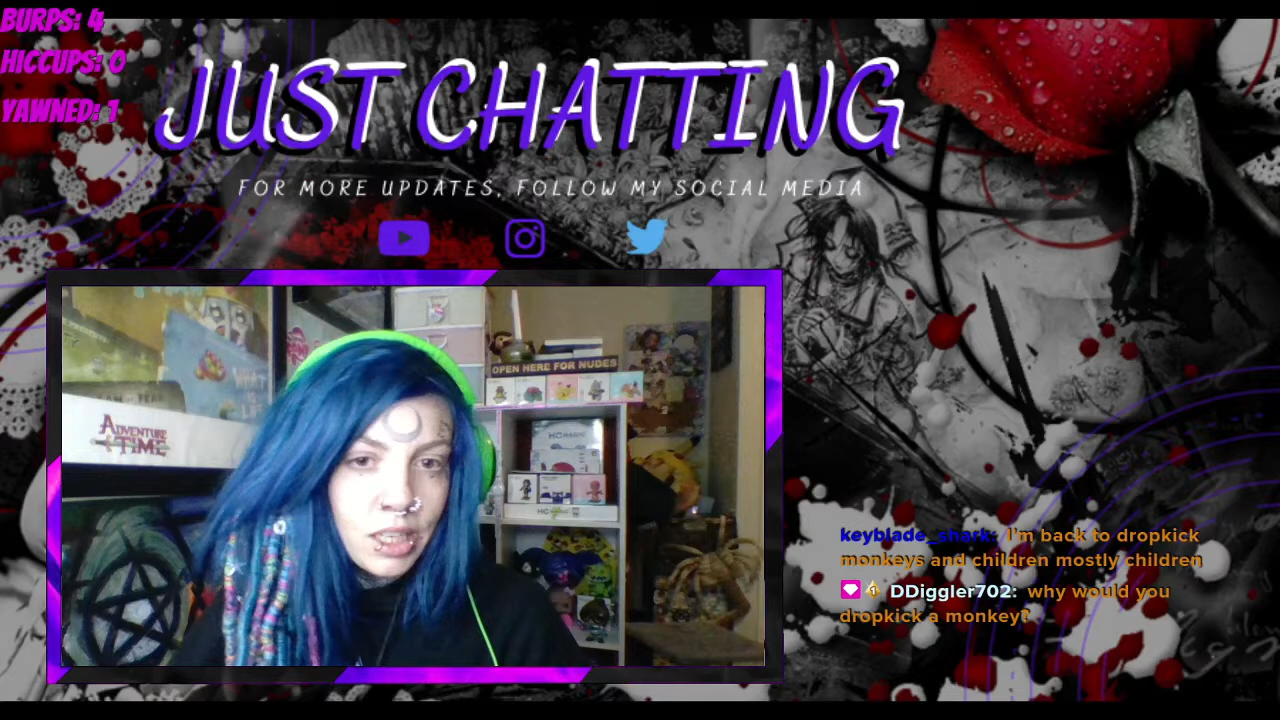 BURPS: 4
HICCUPS: 0
YAWNED: 1
JUST CHATTING
FOR MORE UPDATES, FOLLOW MY SOCIAL MEDIA
OPEN HERE FOR NUDES
ADVENTURE
TIME
WHAT
keyblade_shark: I'm back to dropkick
monkeys and children mostly children
DDiggler702: why would you
dropkick a monkey?